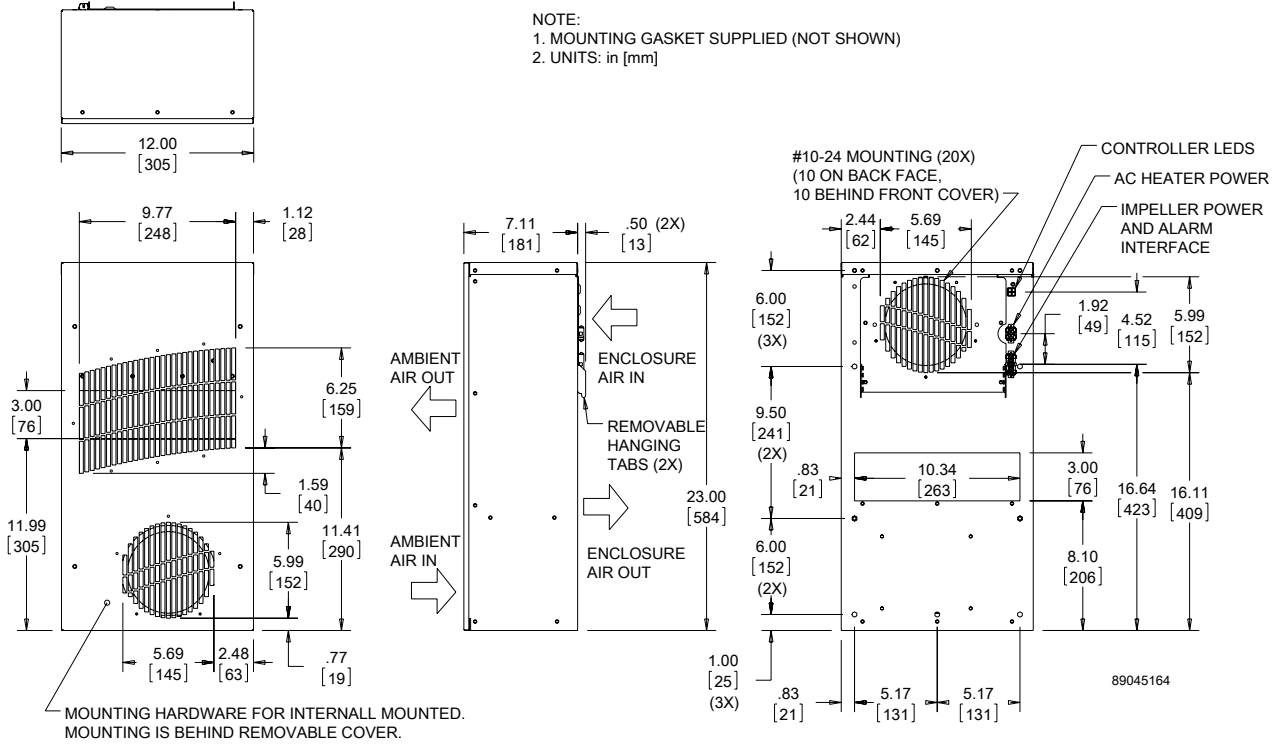 NOTE:
1. MOUNTING GASKET SUPPLIED (NOT SHOWN)
2. UNITS: in [mm]
12.00
[305]
9.77
[248]
1.12
[28]
6.25
[159]
3.00
[76]
1.59
[40]
11.99
[305]
11.41
[290]
5.99
[152]
5.69
[145]
2.48
[63]
.77
[19]
MOUNTING HARDWARE FOR INTERNALL MOUNTED.
MOUNTING IS BEHIND REMOVABLE COVER.
7.11
[181]
.50 (2X)
[13]
AMBIENT
AIR OUT
ENCLOSURE
AIR IN
REMOVABLE
HANGING
TABS (2X)
23.00
[584]
AMBIENT
AIR IN
ENCLOSURE
AIR OUT
#10-24 MOUNTING (20X)
(10 ON BACK FACE,
10 BEHIND FRONT COVER)
CONTROLLER LEDS
AC HEATER POWER
IMPELLER POWER
AND ALARM
INTERFACE
2.44
[62]
5.69
[145]
6.00
[152]
(3X)
1.92
[49]
4.52
[115]
5.99
[152]
9.50
[241]
(2X)
.83
[21]
10.34
[263]
3.00
[76]
16.64
[423]
16.11
[409]
6.00
[152]
(2X)
8.10
[206]
1.00
[25]
(3X)
.83
[21]
5.17
[131]
5.17
[131]
89045164